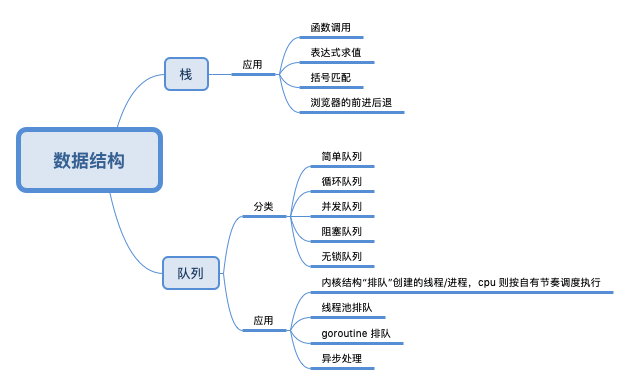 数据结构
栈
应用
函数调用
表达式求值
括号匹配
浏览器的前进后退
队列
分类
简单队列
循环队列
并发队列
阻塞队列
无锁队列
应用
内核结构“排队”创建的线程/进程，cpu 则按自有节奏调度执行
线程池排队
goroutine 排队
异步处理